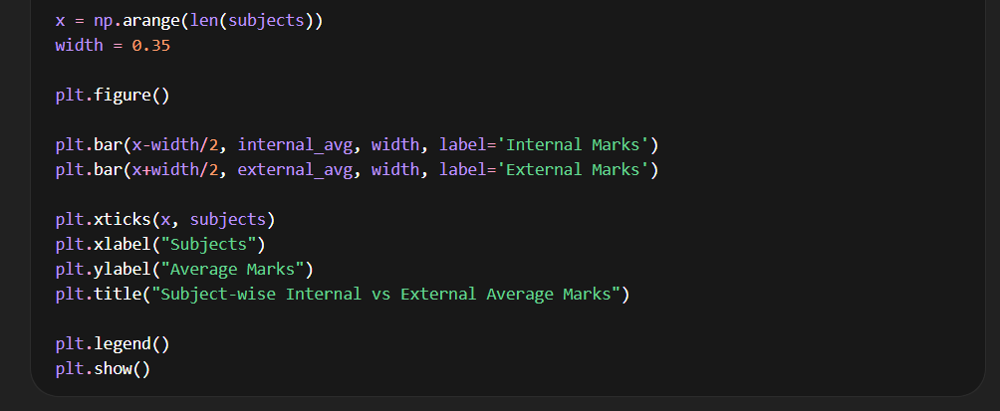 x = np.arange(len(subjects))
width = 0.35
plt.figure()
plt.bar(x-width/2, internal_avg, width, label='Internal Marks')
plt.bar(x+width/2, external_avg, width, label='External Marks')
plt.xticks(x, subjects)
plt.xlabel("Subjects")
plt.ylabel("Average Marks")
plt.title("Subject-wise Internal vs External Average Marks")
plt.legend()
plt.show()